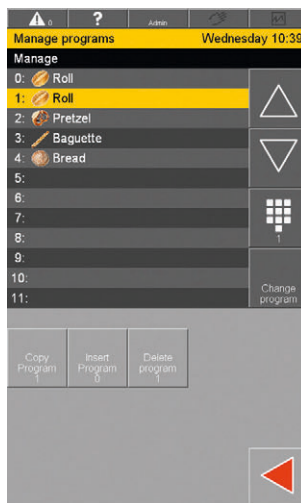 0 ? Admin
Manage programs Wednesday 10:39
Manage
0: Roll
1: Roll
2: Pretzel
3: Baguette
4: Bread
5:
6:
7:
8:
9:
10:
11:
1
Change program
Copy Program 1
Insert Program 0
Delete program 1